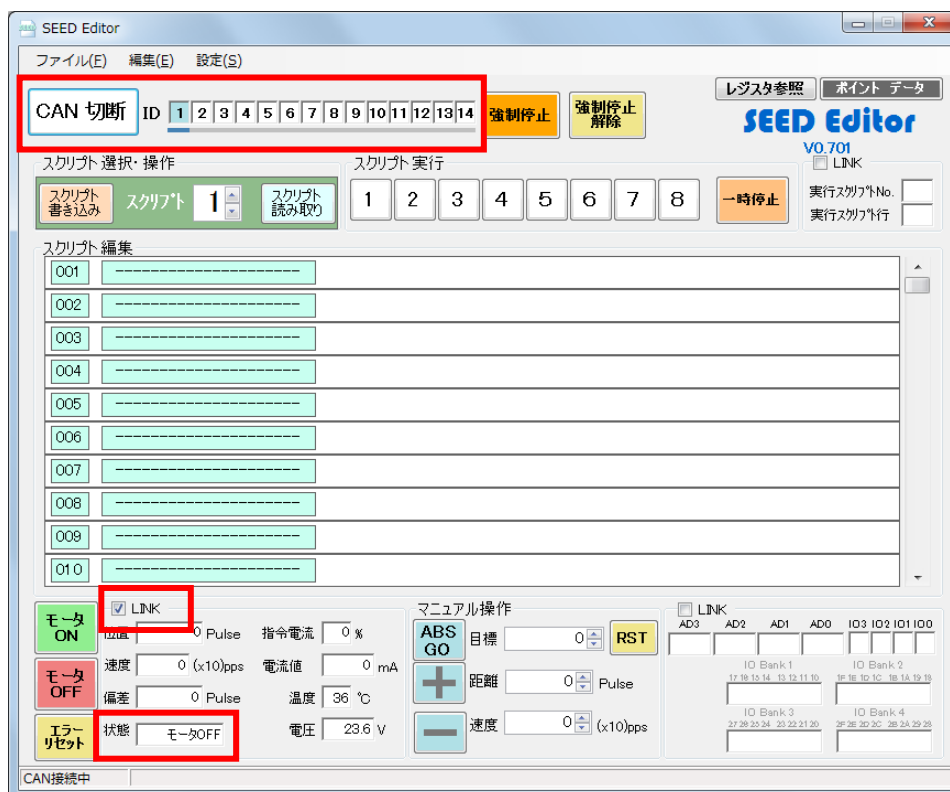 SEED Editor
ファイル(F) 編集(E) 設定(S)
CAN 切断 ID 1 2 3 4 5 6 7 8 9 10 11 12 13 14
強制停止
強制停止
解除
レジスタ参照 ポイント データ
SEED Editor
V0.701
スクリプト 選択・操作
スクリプト
書き込み
スクリプト 1
スクリプト
読み取り
スクリプト 実行
1 2 3 4 5 6 7 8
一時停止
LINK
実行スクリプトNo.
実行スクリプト行
スクリプト 編集
001 --------------------
002 --------------------
003 --------------------
004 --------------------
005 --------------------
006 --------------------
007 --------------------
008 --------------------
009 --------------------
010 --------------------
モータ
ON
モータ
OFF
エラー
リセット
LINK
位置 0 Pulse 指令電流 0 %
速度 0 (x10)pps 電流値 0 mA
偏差 0 Pulse 温度 36 ℃
状態 モータOFF 電圧 23.6 V
マニュアル操作
ABS
GO
目標 0 RST
+ 距離 0 Pulse
- 速度 0 (x10)pps
LINK
AD3 AD2 AD1 AD0 IO3 IO2 IO1 IO0
IO Bank 1 IO Bank 2
IO Bank 3 IO Bank 4
CAN接続中